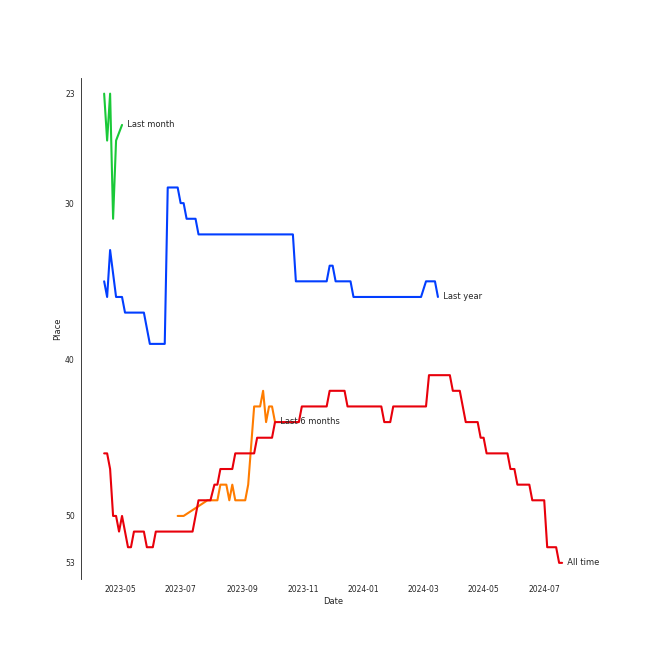 23
Last month
30
Last year
Place
40
Last 6 months
50
53
All time
2023-05 2023-07 2023-09 2023-11 2024-01 2024-03 2024-05 2024-07
Date